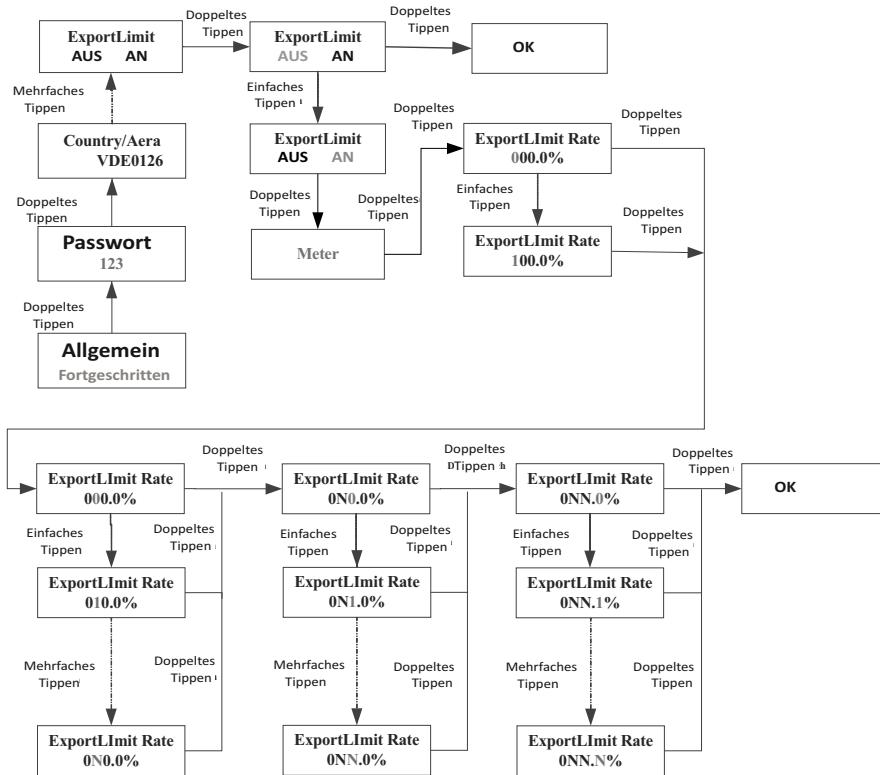 ExportLimit
AUS AN
Doppeltes
Tippen
ExportLimit
AUS AN
Doppeltes
Tippen
OK
Mehrfaches
Tippen
Einfaches
Tippen
Country/Aera
VDE0126
ExportLimit
AUS AN
Doppeltes
Tippen
ExportLImit Rate
000.0%
Doppeltes
Tippen
Doppeltes
Tippen
Doppeltes
Tippen
Doppeltes
Tippen
Einfaches
Tippen
Passwort
123
Meter
ExportLImit Rate
100.0%
Doppeltes
Tippen
Doppeltes
Tippen
Allgemein
Fortgeschritten
ExportLImit Rate
000.0%
Doppeltes
Tippen
ExportLImit Rate
0N0.0%
Doppeltes
DTippen
ExportLImit Rate
0NN.0%
Doppeltes
Tippen
OK
Einfaches
Tippen
Doppeltes
Tippen
Einfaches
Tippen
Doppeltes
Tippen
Einfaches
Tippen
Doppeltes
Tippen
ExportLImit Rate
010.0%
ExportLImit Rate
0N1.0%
ExportLImit Rate
0NN.1%
Mehrfaches
Tippen
Doppeltes
Tippen
Mehrfaches
Tippen
Doppeltes
Tippen
Mehrfaches
Tippen
Doppeltes
Tippen
ExportLImit Rate
0N0.0%
ExportLImit Rate
0NN.0%
ExportLImit Rate
0NN.N%